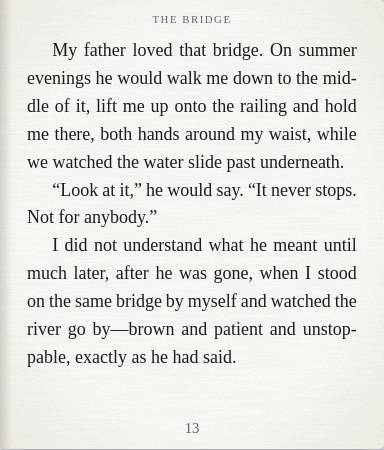 THE BRIDGE
My father loved that bridge. On summer
evenings he would walk me down to the mid-
dle of it, lift me up onto the railing and hold
me there, both hands around my waist, while
we watched the water slide past underneath.
“Look at it,” he would say. “It never stops.
Not for anybody.”
I did not understand what he meant until
much later, after he was gone, when I stood
on the same bridge by myself and watched the
river go by—brown and patient and unstop-
pable, exactly as he had said.
13